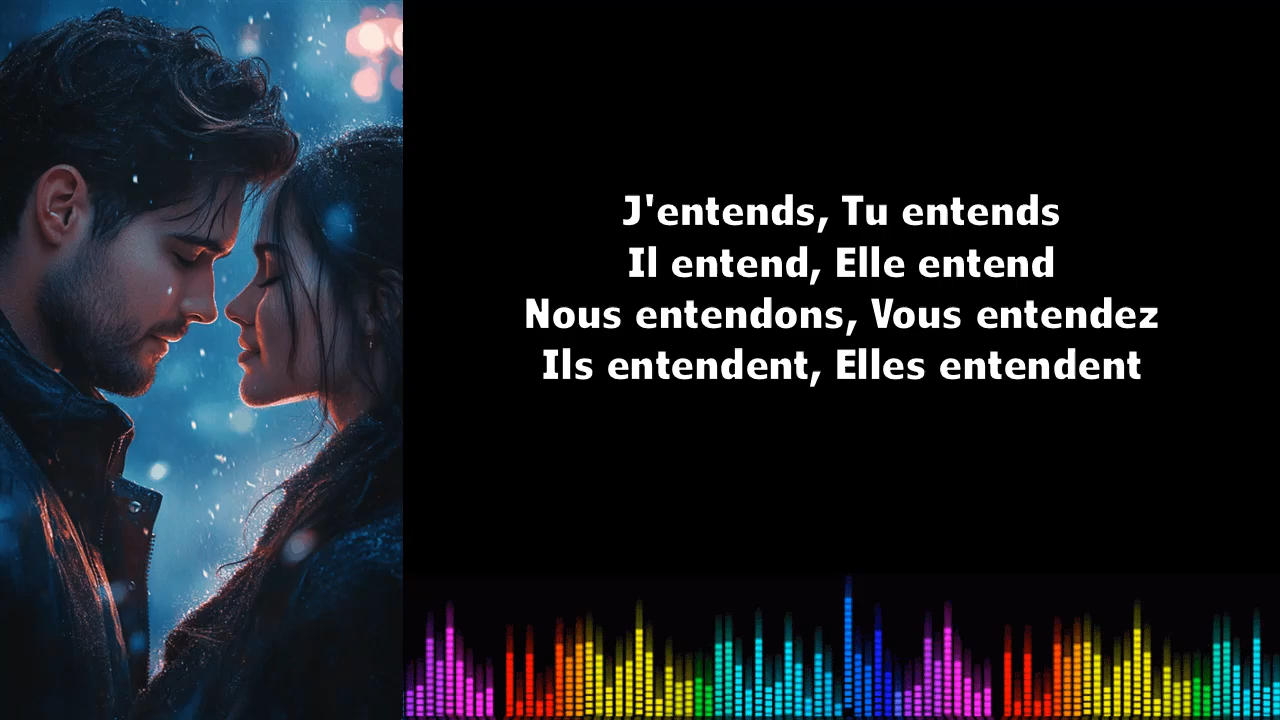 J'entends, Tu entends
Il entend, Elle entend
Nous entendons, Vous entendez
Ils entendent, Elles entendent